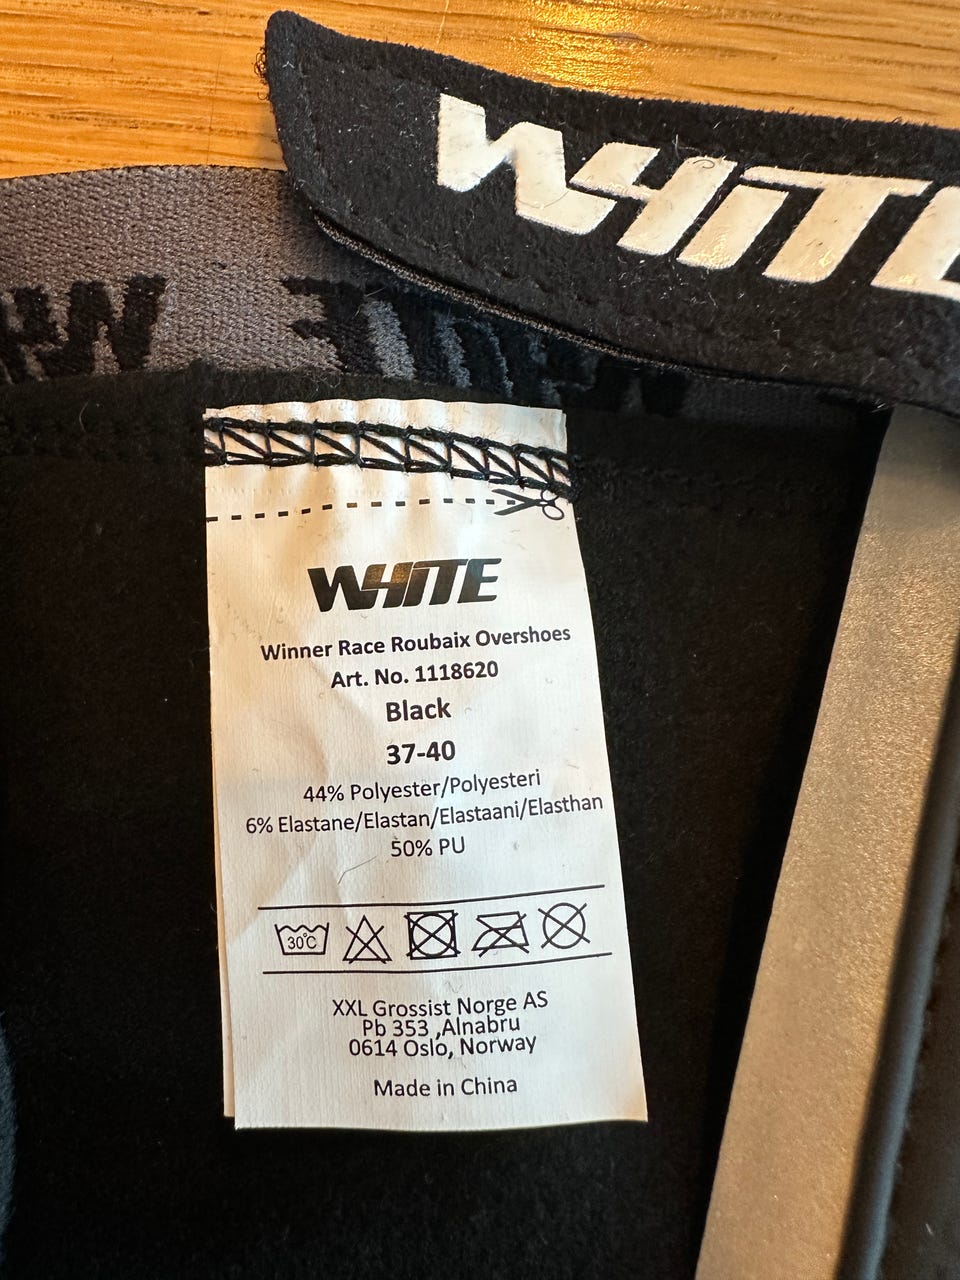 WHITE
WHITE
Winner Race Roubaix Overshoes
Art. No. 1118620
Black
37-40
44% Polyester/Polyesteri
6% Elastane/Elastan/Elastaani/Elasthan
50% PU
30°C
XXL Grossist Norge AS
Pb 353 ,Alnabru
0614 Oslo, Norway
Made in China